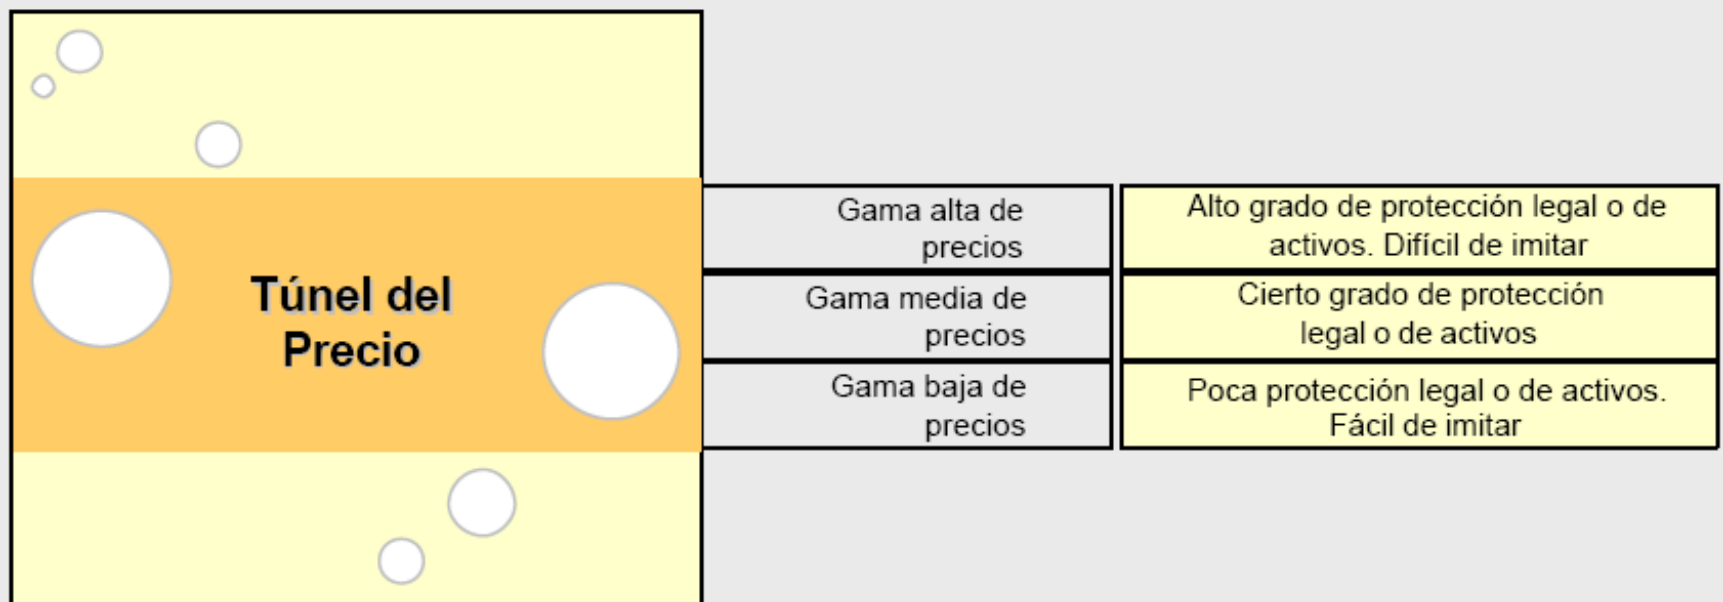 Túnel del
Precio
Gama alta de
precios
Alto grado de protección legal o de
activos. Difícil de imitar
Gama media de
precios
Cierto grado de protección
legal o de activos
Gama baja de
precios
Poca protección legal o de activos.
Fácil de imitar